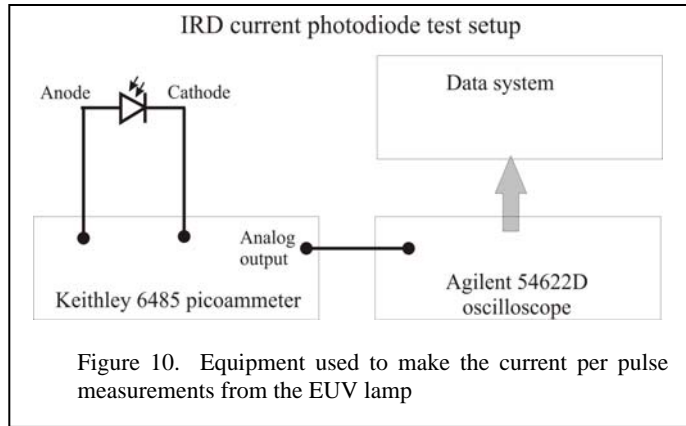 IRD current photodiode test setup
Anode
Cathode
Data system
Analog
output
Keithley 6485 picoammeter
Agilent 54622D
oscilloscope
Figure 10. Equipment used to make the current per pulse
measurements from the EUV lamp